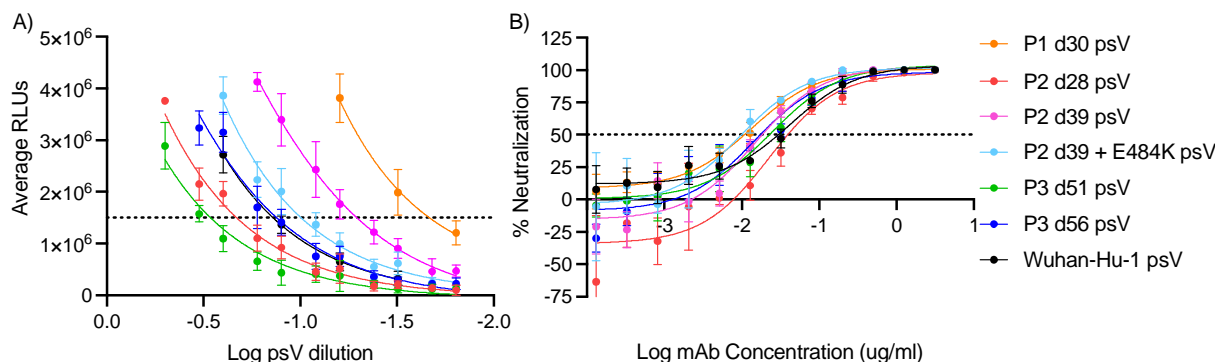 A)
Average RLUs
5×10⁶
4×10⁶
3×10⁶
2×10⁶
1×10⁶
0
0.0
-0.5
-1.0
-1.5
-2.0
Log psV dilution
B)
% Neutralization
125
100
75
50
25
0
-25
-50
-75
-3
-2
-1
0
1
Log mAb Concentration (ug/ml)
P1 d30 psV
P2 d28 psV
P2 d39 psV
P2 d39 + E484K psV
P3 d51 psV
P3 d56 psV
Wuhan-Hu-1 psV